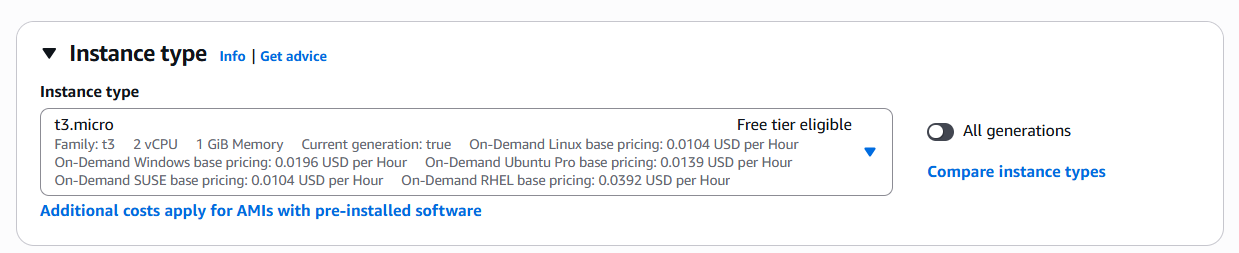 Instance type Info | Get advice
Instance type
t3.micro Free tier eligible
Family: t3 2 vCPU 1 GiB Memory Current generation: true On-Demand Linux base pricing: 0.0104 USD per Hour
On-Demand Windows base pricing: 0.0196 USD per Hour On-Demand Ubuntu Pro base pricing: 0.0139 USD per Hour
On-Demand SUSE base pricing: 0.0104 USD per Hour On-Demand RHEL base pricing: 0.0392 USD per Hour
All generations
Compare instance types
Additional costs apply for AMIs with pre-installed software